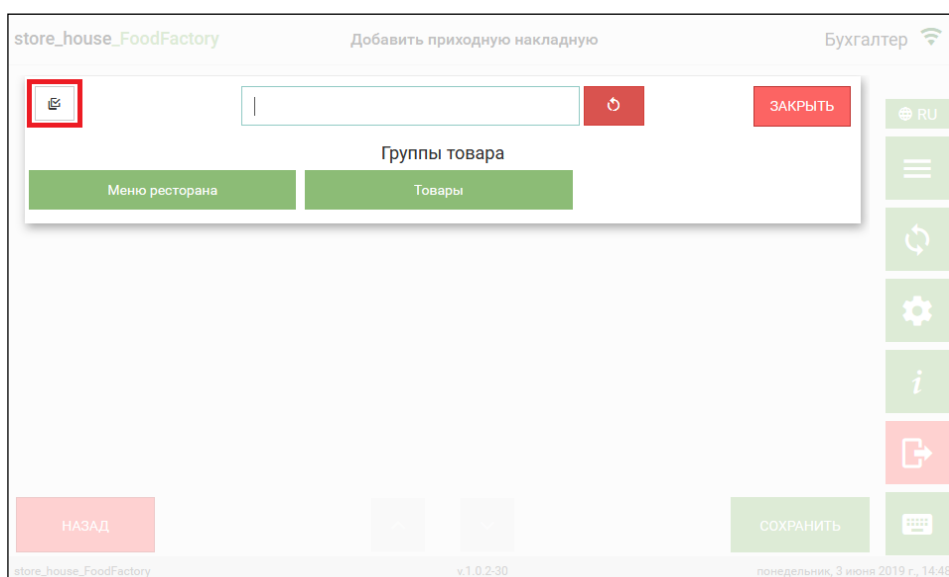 store_house_FoodFactory Добавить приходную накладную Бухгалтер
ЗАКРЫТЬ
RU
Группы товара
Меню ресторана Товары
i
НАЗАД СОХРАНИТЬ
store_house_FoodFactory v.1.0.2-30 понедельник, 3 июня 2019 г., 14:48